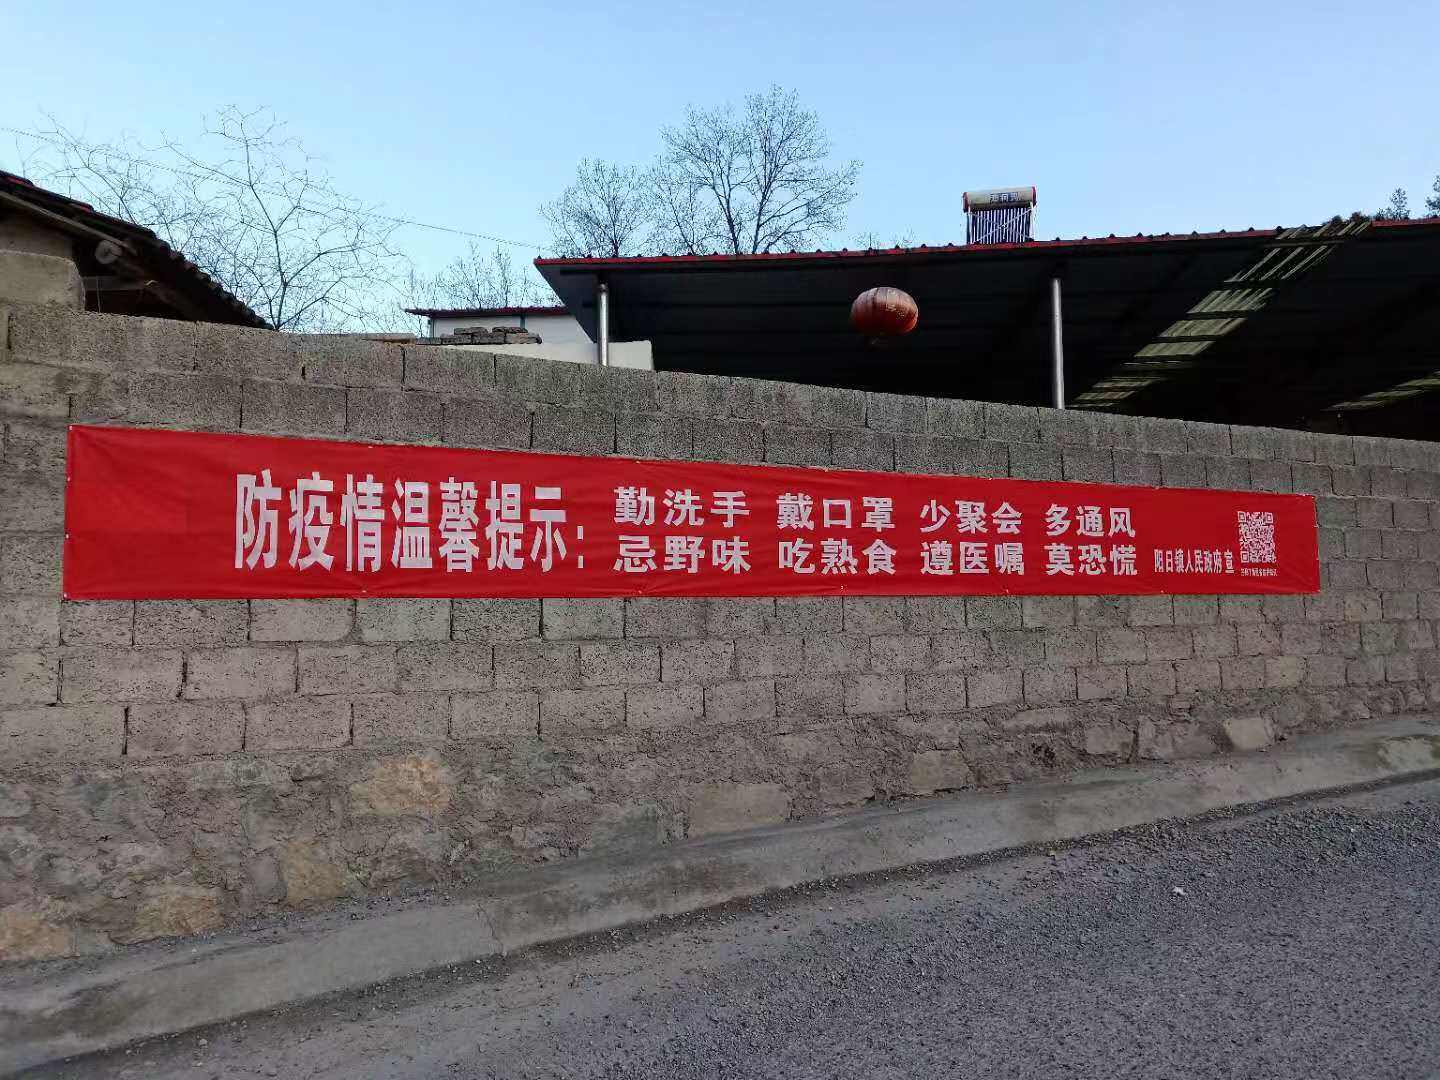 防疫情温馨提示：
勤洗手 戴口罩 少聚会 多通风
忌野味 吃熟食 遵医嘱 莫恐慌
阳日镇人民政府 宣